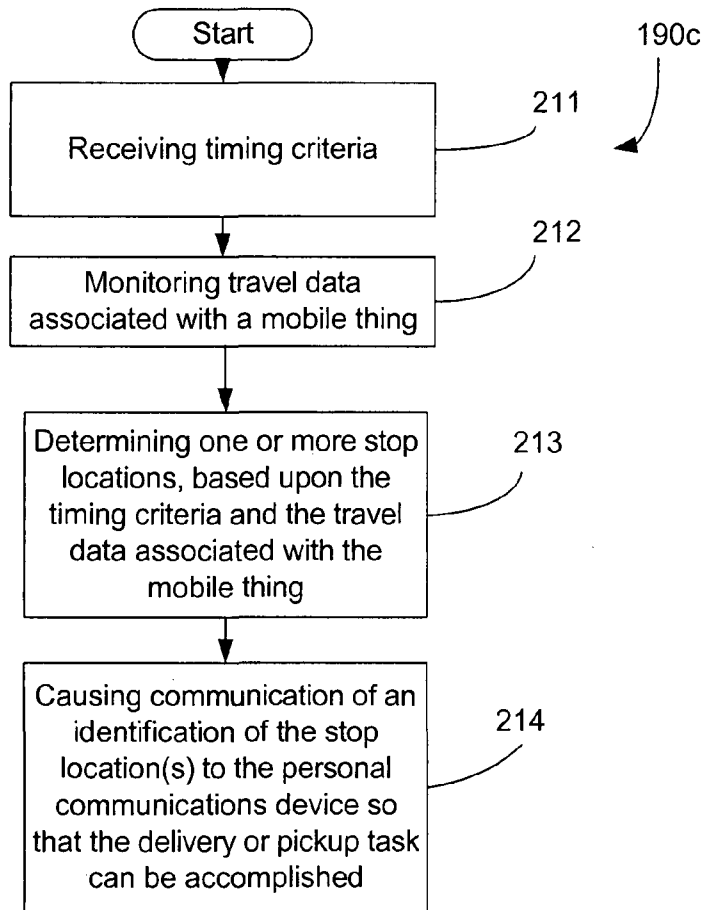 Start
190c
Receiving timing criteria
211
Monitoring travel data
associated with a mobile thing
212
Determining one or more stop
locations, based upon the
timing criteria and the travel
data associated with the
mobile thing
213
Causing communication of an
identification of the stop
location(s) to the personal
communications device so
that the delivery or pickup task
can be accomplished
214